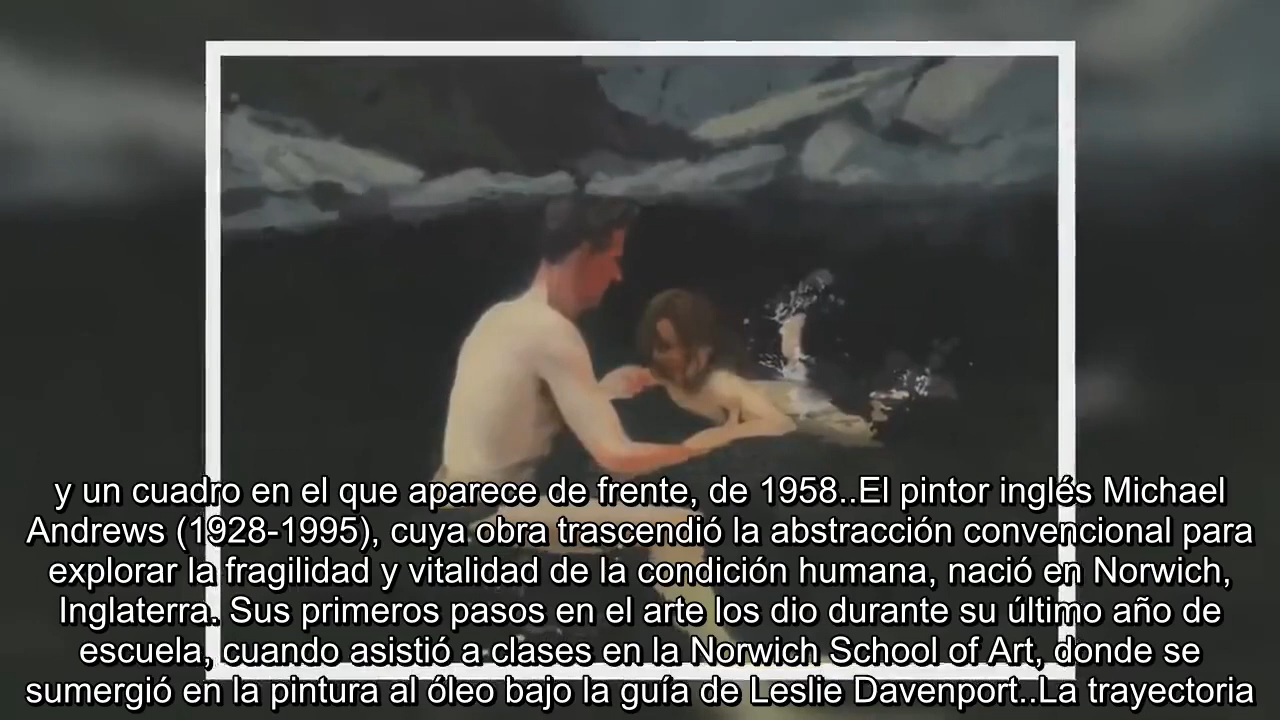 y un cuadro en el que aparece de frente, de 1958..El pintor inglés Michael
Andrews (1928-1995), cuya obra trascendió la abstracción convencional para
explorar la fragilidad y vitalidad de la condición humana, nació en Norwich,
Inglaterra. Sus primeros pasos en el arte los dio durante su último año de
escuela, cuando asistió a clases en la Norwich School of Art, donde se
sumergió en la pintura al óleo bajo la guía de Leslie Davenport..La trayectoria